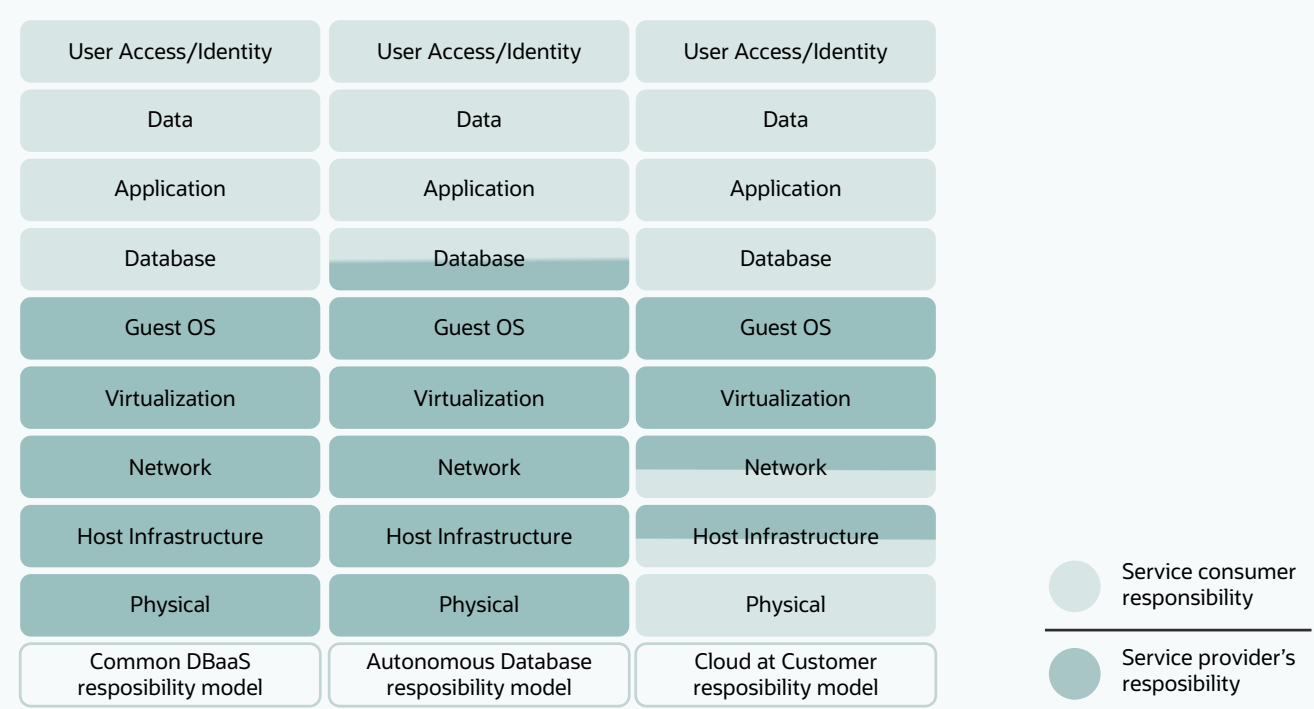 User Access/Identity
User Access/Identity
User Access/Identity
Data
Data
Data
Application
Application
Application
Database
Database
Database
Guest OS
Guest OS
Guest OS
Virtualization
Virtualization
Virtualization
Network
Network
Network
Host Infrastructure
Host Infrastructure
Host Infrastructure
Physical
Physical
Physical
Common DBaaS
resposibility model
Autonomous Database
resposibility model
Cloud at Customer
resposibility model
Service consumer
responsibility
Service provider's
resposibility